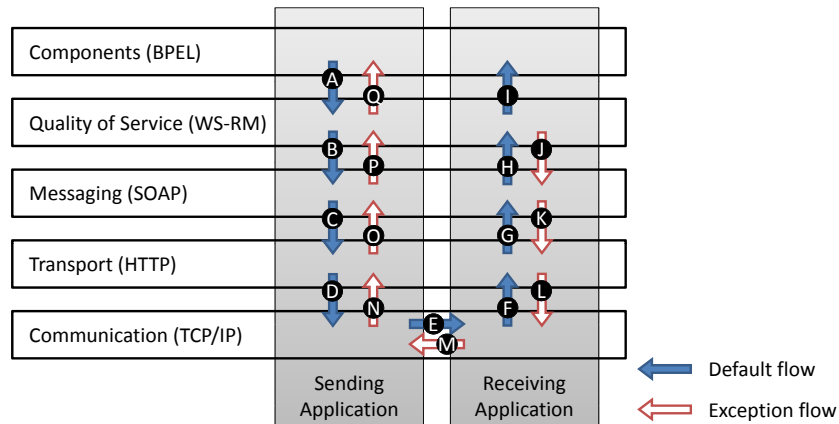 Components (BPEL)
A
Q
I
Quality of Service (WS-RM)
B
P
H
J
Messaging (SOAP)
C
O
G
K
Transport (HTTP)
D
N
F
L
Communication (TCP/IP)
E
M
Sending
Application
Receiving
Application
Default flow
Exception flow